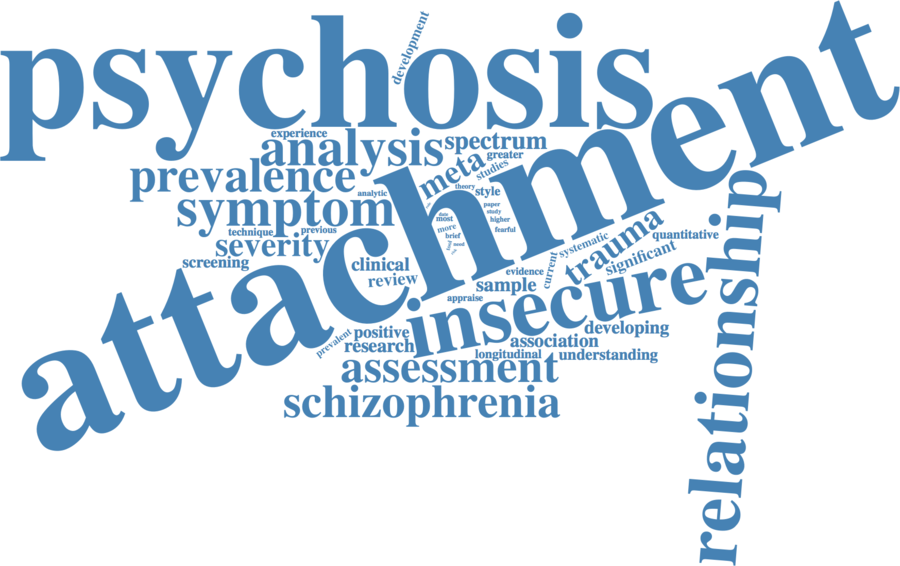 development
psychosis
attachment
experience
analysis
spectrum
meta
greater
studies
prevalence
analytic
theory
style
symptom
data
most
paper
study
higher
technique
previous
more
fearful
severity
brief
need
trauma
quantitative
systematic
screening
clinical
current
significant
review
evidence
sample
appraise
insecure
relationship
prevalent
positive
developing
research
association
longitudinal
understanding
assessment
schizophrenia